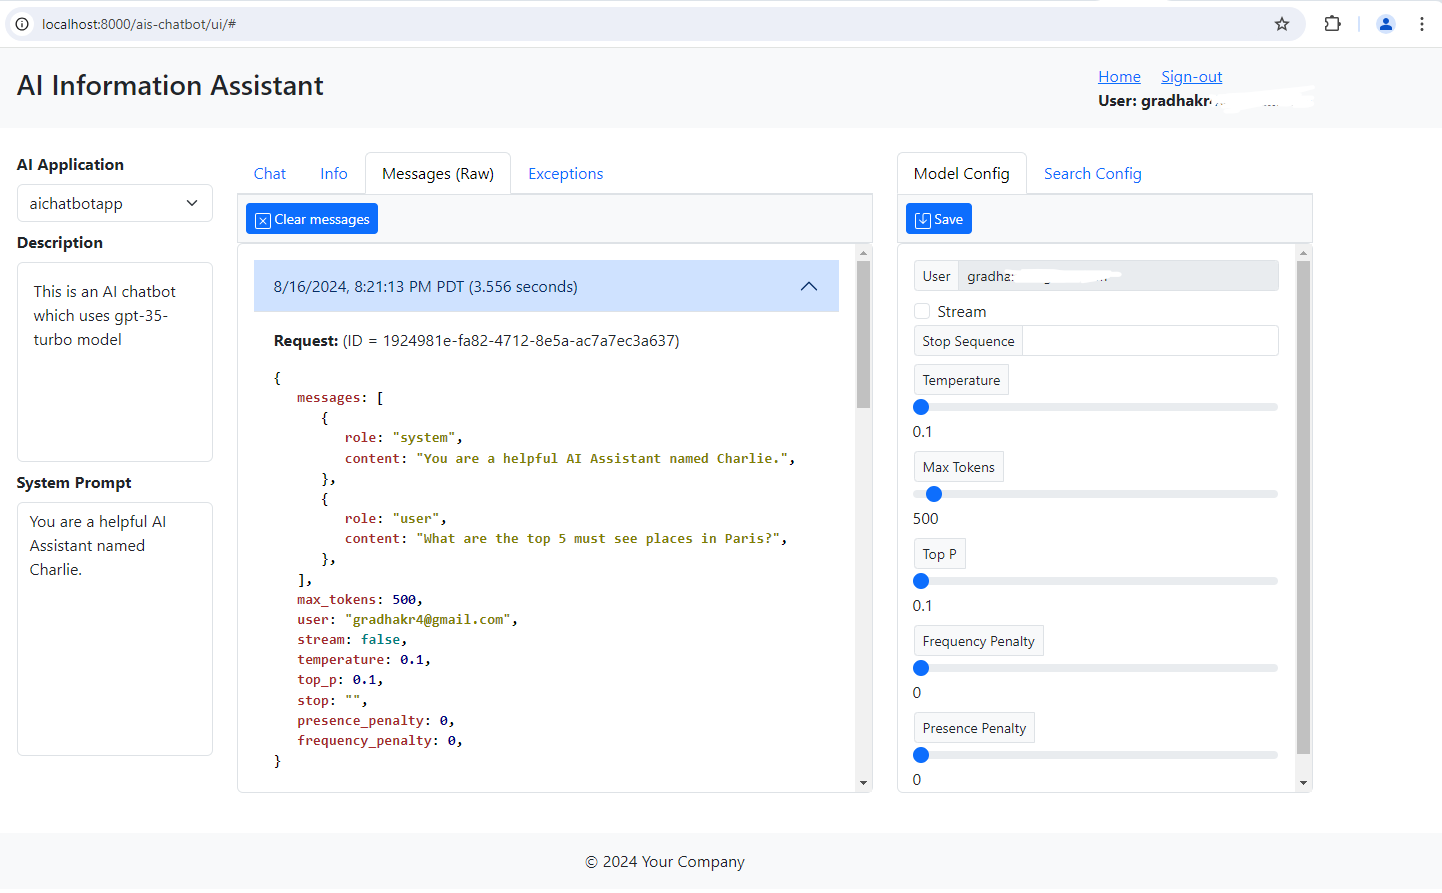 localhost:8000/ais-chatbot/ui/#
AI Information Assistant
Home Sign-out
User: gradhakr4
AI Application
aichatbotapp
Description
This is an AI chatbot
which uses gpt-35-
turbo model
System Prompt
You are a helpful AI
Assistant named
Charlie.
Chat Info Messages (Raw) Exceptions
Clear messages
8/16/2024, 8:21:13 PM PDT (3.556 seconds)
Request: (ID = 1924981e-fa82-4712-8e5a-ac7a7ec3a637)
{
messages: [
{
role: "system",
content: "You are a helpful AI Assistant named Charlie.",
},
{
role: "user",
content: "What are the top 5 must see places in Paris?",
},
],
max_tokens: 500,
user: "gradhakr4@gmail.com",
stream: false,
temperature: 0.1,
top_p: 0.1,
stop: "",
presence_penalty: 0,
frequency_penalty: 0,
}
Model Config Search Config
Save
User gradha
Stream
Stop Sequence
Temperature
0.1
Max Tokens
500
Top P
0.1
Frequency Penalty
0
Presence Penalty
0
© 2024 Your Company